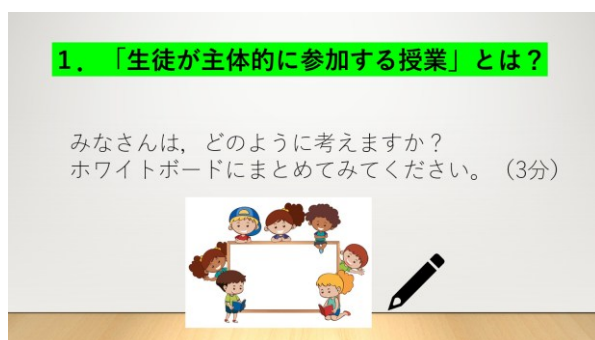 1．「生徒が主体的に参加する授業」とは？
みなさんは，どのように考えますか？
ホワイトボードにまとめてみてください。（3分）